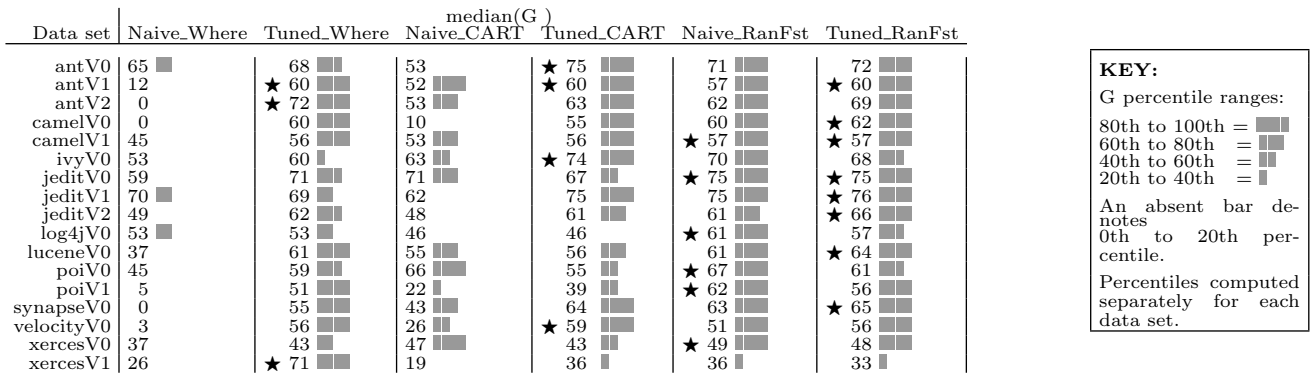 median(G )
Data set Naive_Where Tuned_Where Naive_CART Tuned_CART Naive_RanFst Tuned_RanFst
antV0 65 68 53 ★ 75 71 72
antV1 12 ★ 60 52 ★ 60 57 ★ 60
antV2 0 ★ 72 53 63 62 69
camelV0 0 60 10 55 60 ★ 62
camelV1 45 56 53 56 ★ 57 ★ 57
ivyV0 53 60 63 ★ 74 70 68
jeditV0 59 71 71 67 ★ 75 ★ 75
jeditV1 70 69 62 75 75 ★ 76
jeditV2 49 62 48 61 61 ★ 66
log4jV0 53 53 46 46 ★ 61 57
luceneV0 37 61 55 56 61 ★ 64
poiV0 45 59 66 55 ★ 67 61
poiV1 5 51 22 39 ★ 62 56
synapseV0 0 55 43 64 63 ★ 65
velocityV0 3 56 26 ★ 59 51 56
xercesV0 37 43 47 43 ★ 49 48
xercesV1 26 ★ 71 19 36 36 33
KEY:
G percentile ranges:
80th to 100th =
60th to 80th =
40th to 60th =
20th to 40th =
An absent bar de-
notes
0th to 20th per-
centile.
Percentiles computed
separately for each
data set.